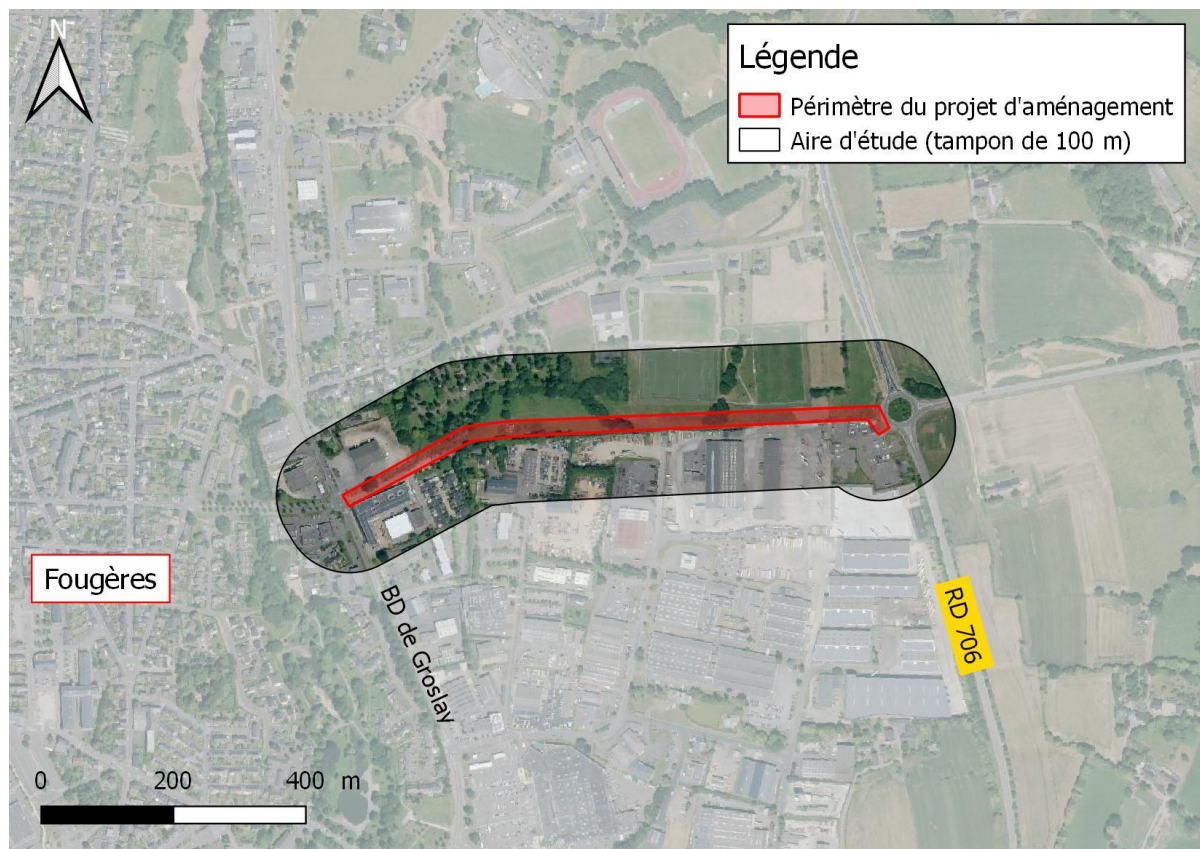 N
Légende
Périmètre du projet d'aménagement
Aire d'étude (tampon de 100 m)
Fougères
BD de Groslay
RD 706
0 200 400 m